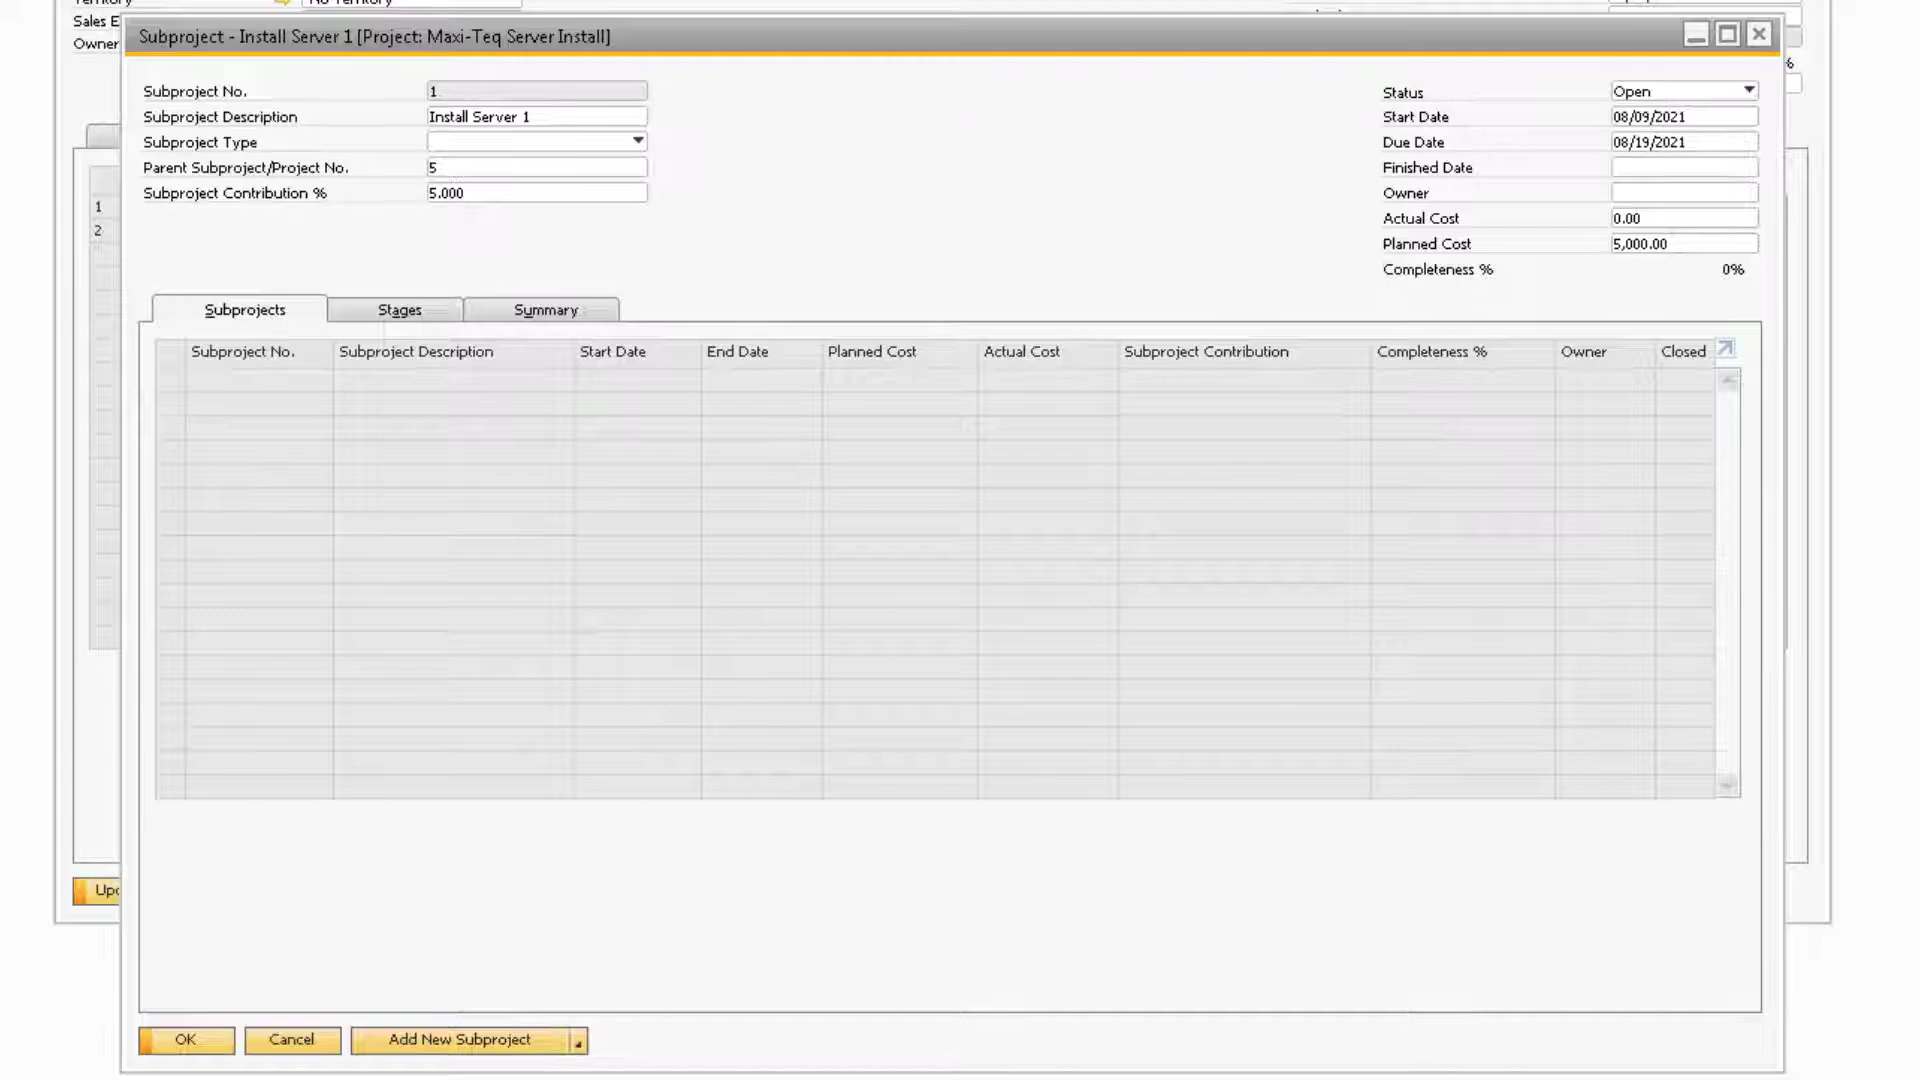 No Territory
Sales E
Owner
Subproject - Install Server 1 [Project: Maxi-Teq Server Install]
%
Subproject No. 1
Subproject Description Install Server 1
Subproject Type
Parent Subproject/Project No. 5
Subproject Contribution % 5.000
Status Open
Start Date 08/09/2021
Due Date 08/19/2021
Finished Date
Owner
Actual Cost 0.00
Planned Cost 5,000.00
Completeness % 0%
1
2
Subprojects Stages Summary
Subproject No. Subproject Description Start Date End Date Planned Cost Actual Cost Subproject Contribution Completeness % Owner Closed
Upd
OK Cancel Add New Subproject